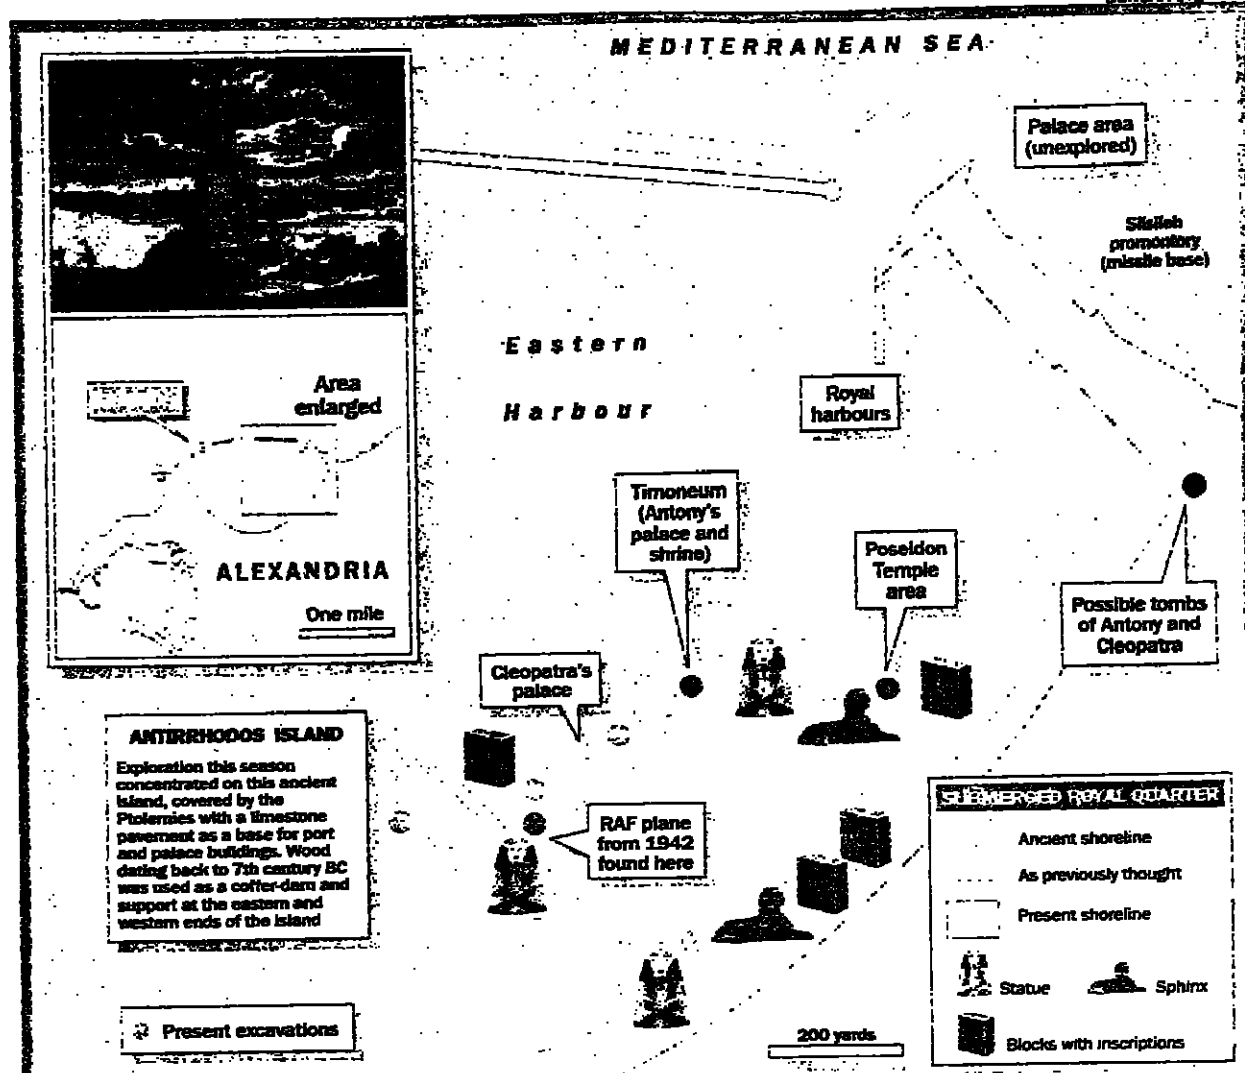 MEDITERRANEAN SEA
Palace area
(unexplored)
Silsileh
promontory
(missile base)
Eastern
Harbour
Royal
harbours
Area
enlarged
ALEXANDRIA
One mile
Timoneum
(Antony's
palace and
shrine)
Poseidon
Temple
area
Possible tombs
of Antony and
Cleopatra
Cleopatra's
palace
RAF plane
from 1942
found here
ANTIRRHODOS ISLAND
Exploration this season
concentrated on this ancient
island, covered by the
Ptolemies with a limestone
pavement as a base for port
and palace buildings. Wood
dating back to 7th century BC
was used as a coffer-dam and
support at the eastern and
western ends of the island
Present excavations
200 yards
SUBMERGED ROYAL QUARTER
Ancient shoreline
As previously thought
Present shoreline
Statue
Sphinx
Blocks with inscriptions